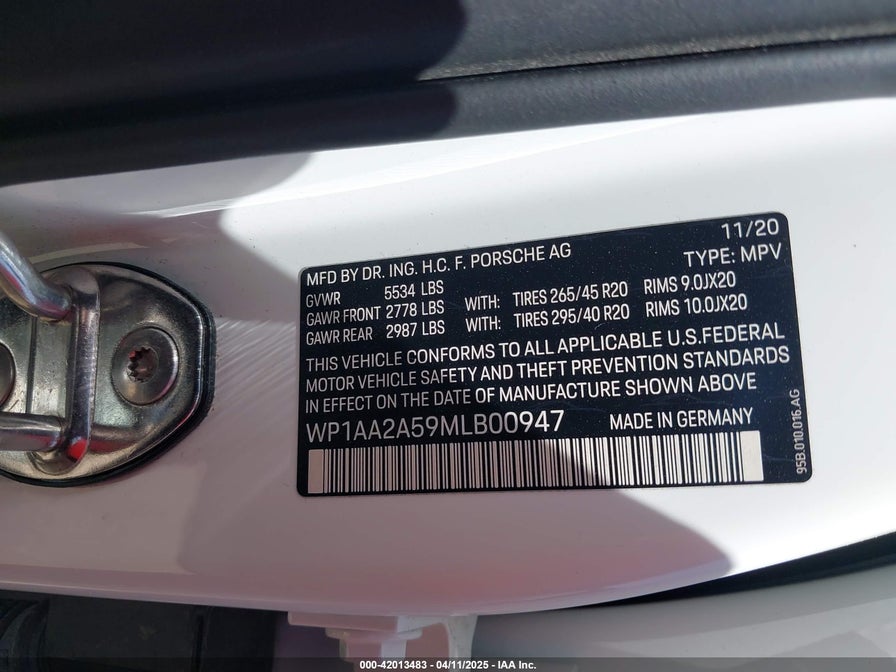 11/20
MFD BY DR. ING. H.C. F. PORSCHE AG TYPE: MPV
GVWR 5534 LBS
GAWR FRONT 2778 LBS WITH: TIRES 265/45 R20 RIMS 9.0JX20
GAWR REAR 2987 LBS WITH: TIRES 295/40 R20 RIMS 10.0JX20
THIS VEHICLE CONFORMS TO ALL APPLICABLE U.S.FEDERAL
MOTOR VEHICLE SAFETY AND THEFT PREVENTION STANDARDS
IN EFFECT ON THE DATE OF MANUFACTURE SHOWN ABOVE
WP1AA2A59MLB00947 MADE IN GERMANY
95B.010.016.AG
000-42013483 - 04/11/2025 - IAA Inc.